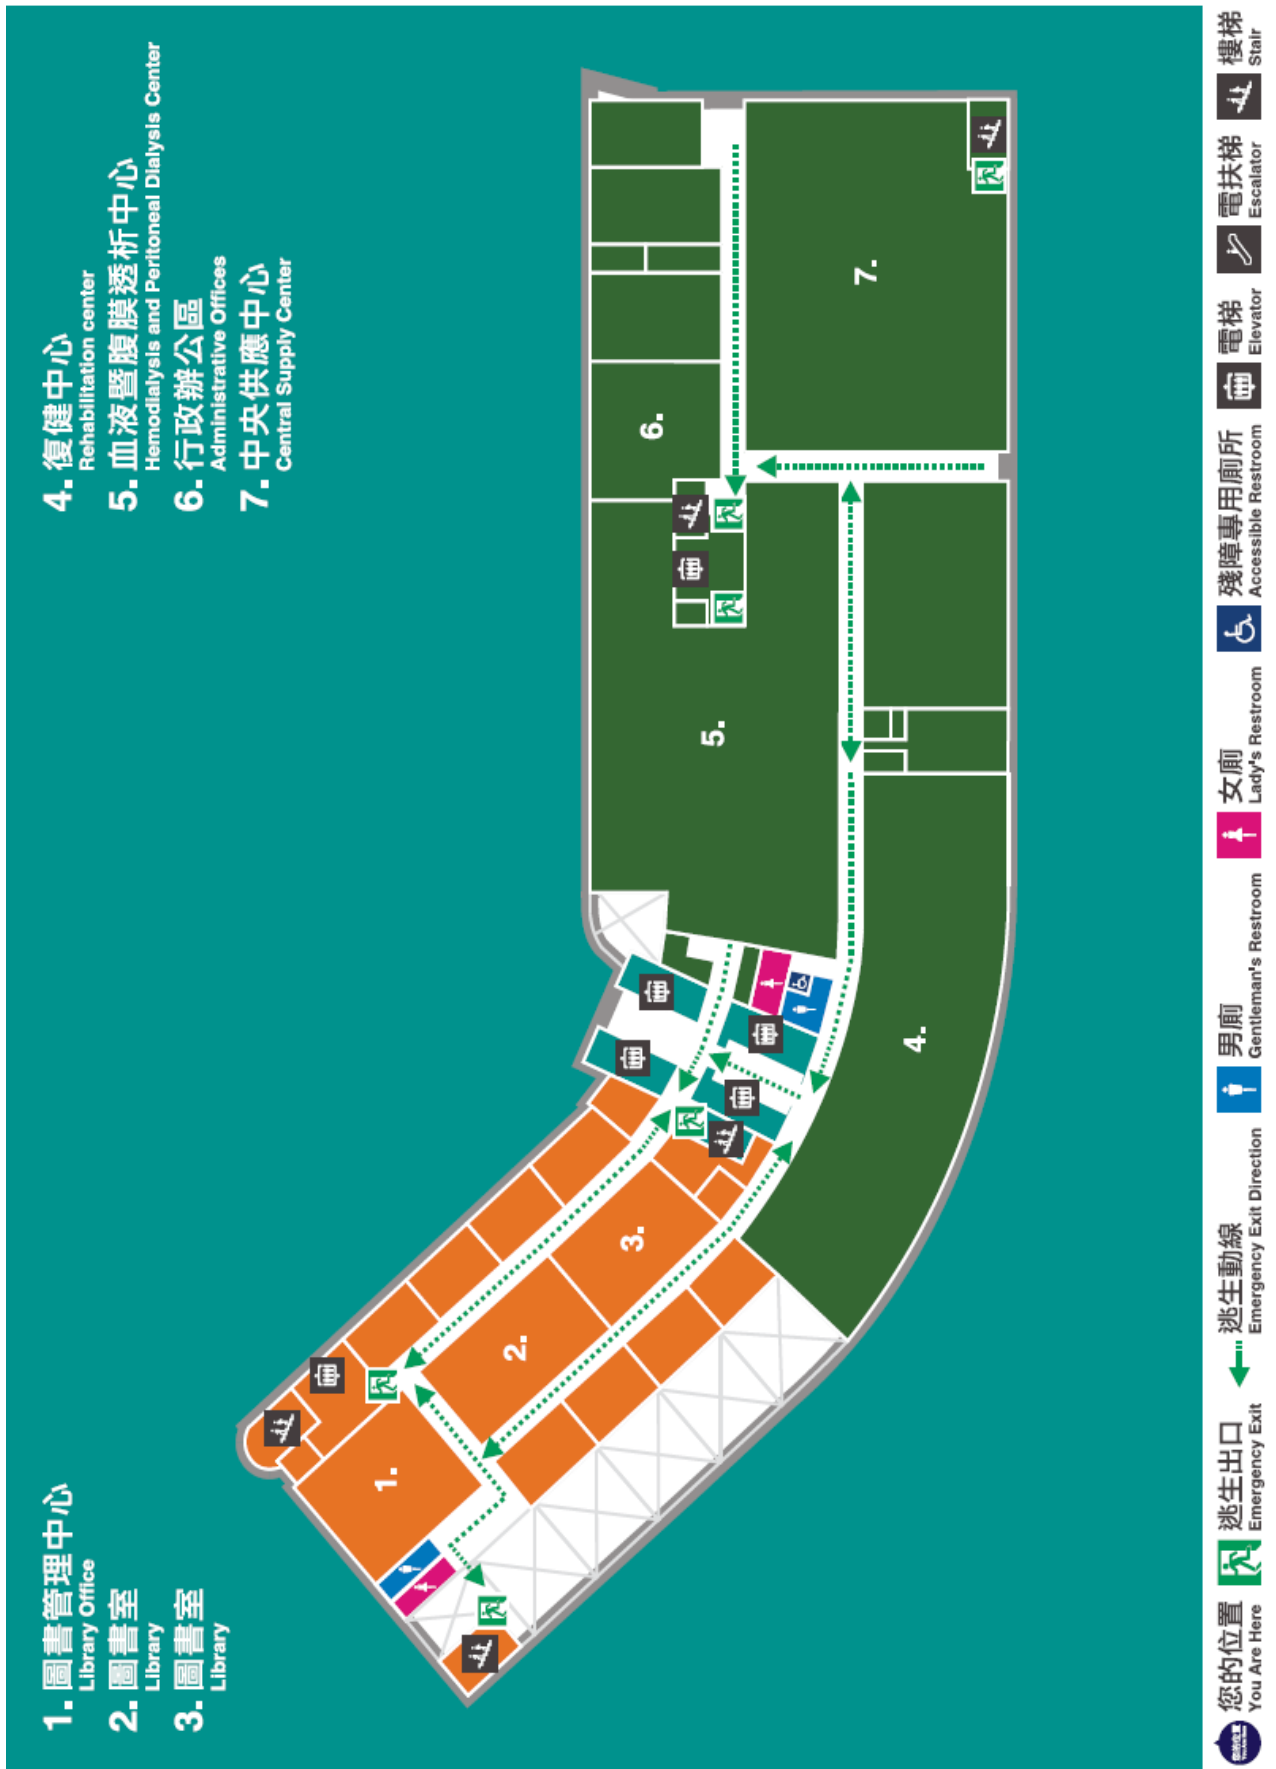 1. 圖書管理中心
Library Office
2. 圖書室
Library
3. 圖書室
Library
4. 復健中心
Rehabilitation center
5. 血液暨腹膜透析中心
Hemodialysis and Peritoneal Dialysis Center
6. 行政辦公區
Administrative Offices
7. 中央供應中心
Central Supply Center
1.
2.
3.
4.
5.
6.
7.
您的位置
You Are Here
逃生出口
Emergency Exit
逃生動線
Emergency Exit Direction
男廁
Gentleman's Restroom
女廁
Lady's Restroom
殘障專用廁所
Accessible Restroom
電梯
Elevator
電扶梯
Escalator
樓梯
Stair